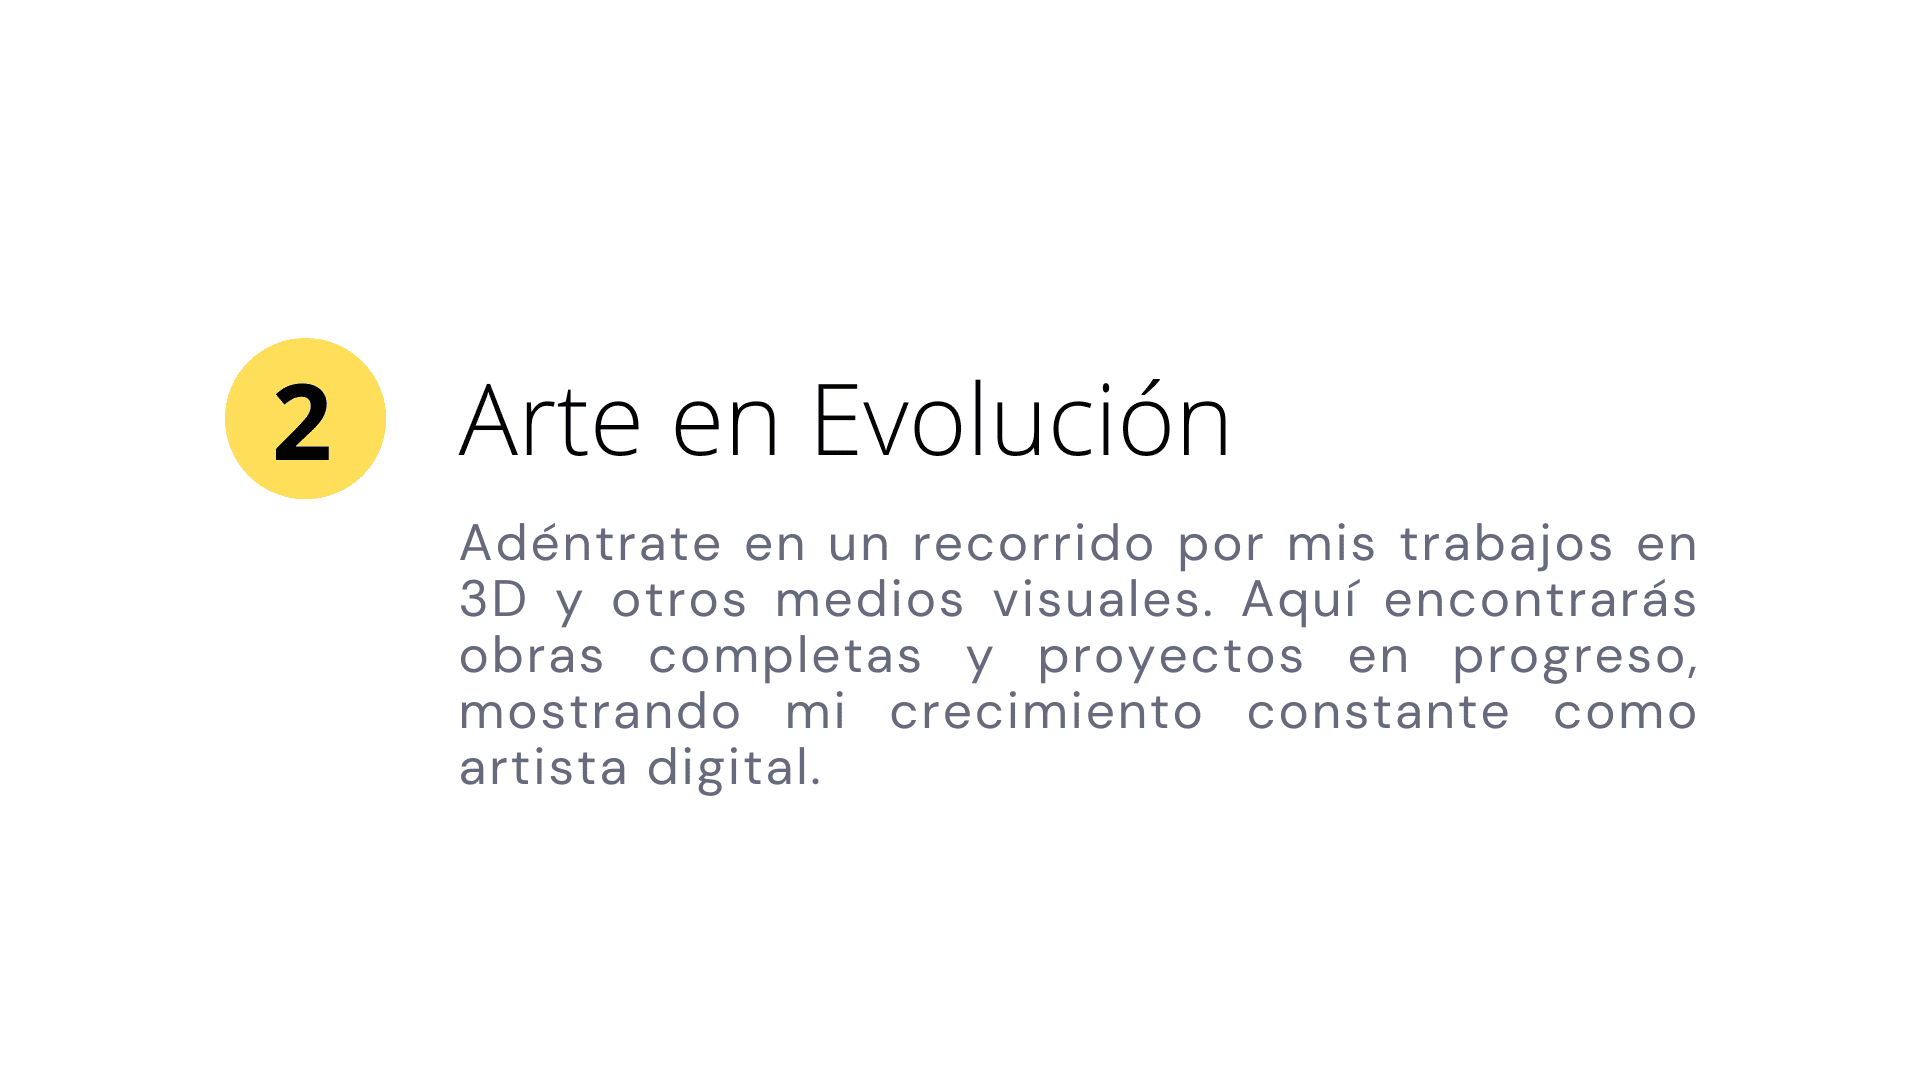 2
Arte en Evolución
Adéntrate en un recorrido por mis trabajos en
3D y otros medios visuales. Aquí encontrarás
obras completas y proyectos en progreso,
mostrando mi crecimiento constante como
artista digital.